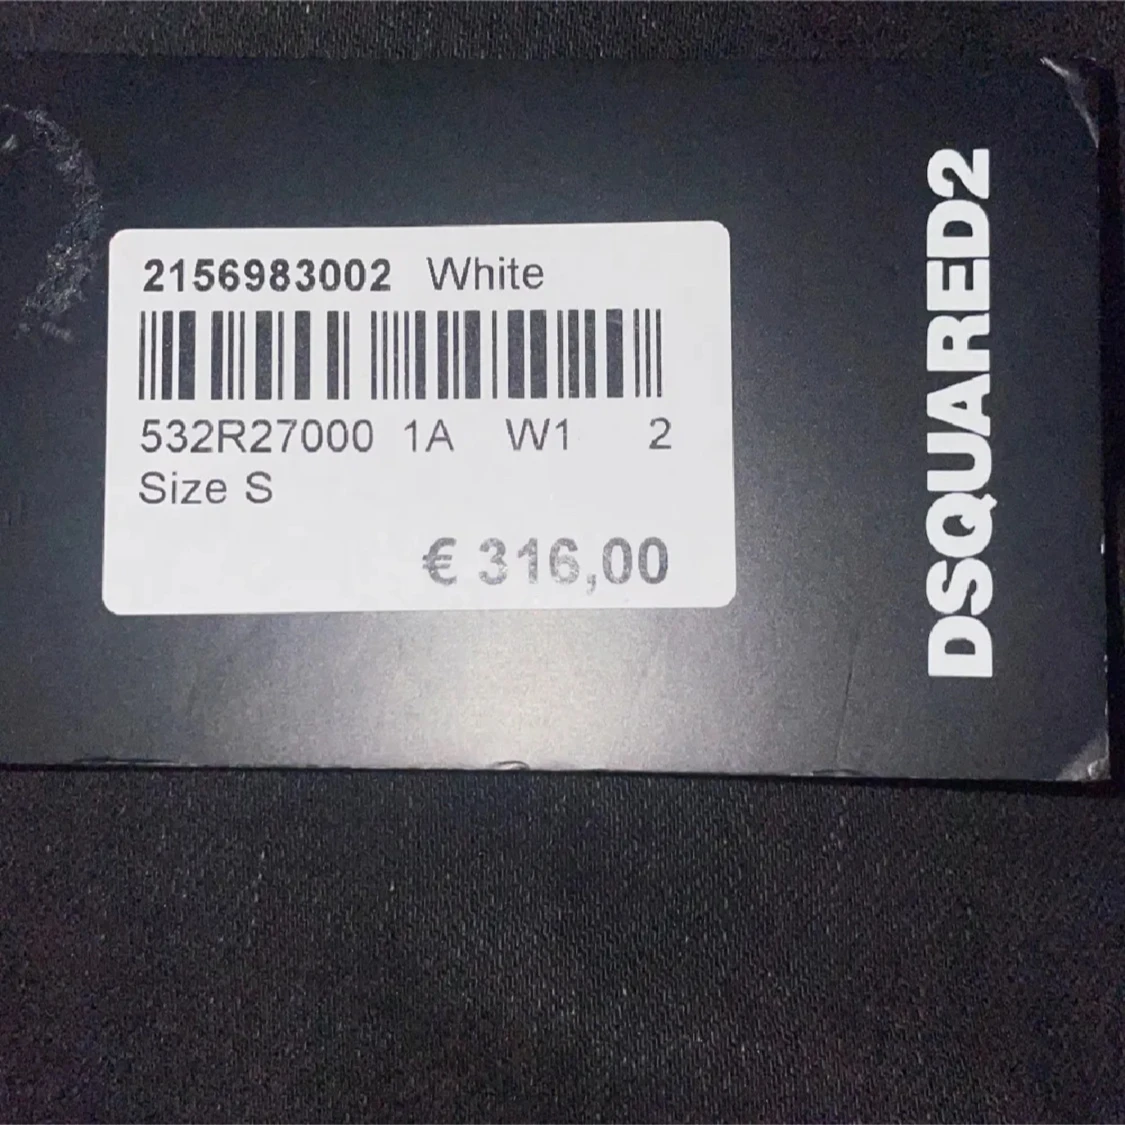 2156983002 White
532R27000 1A W1 2
Size S
€ 316,00
DSQUARED2